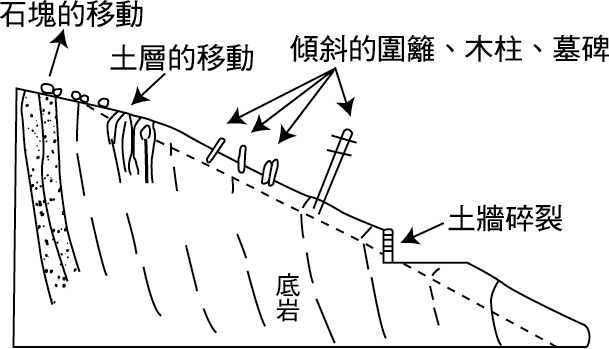 石塊的移動
土層的移動
傾斜的圍籬、木柱、墓碑
土牆碎裂
底岩